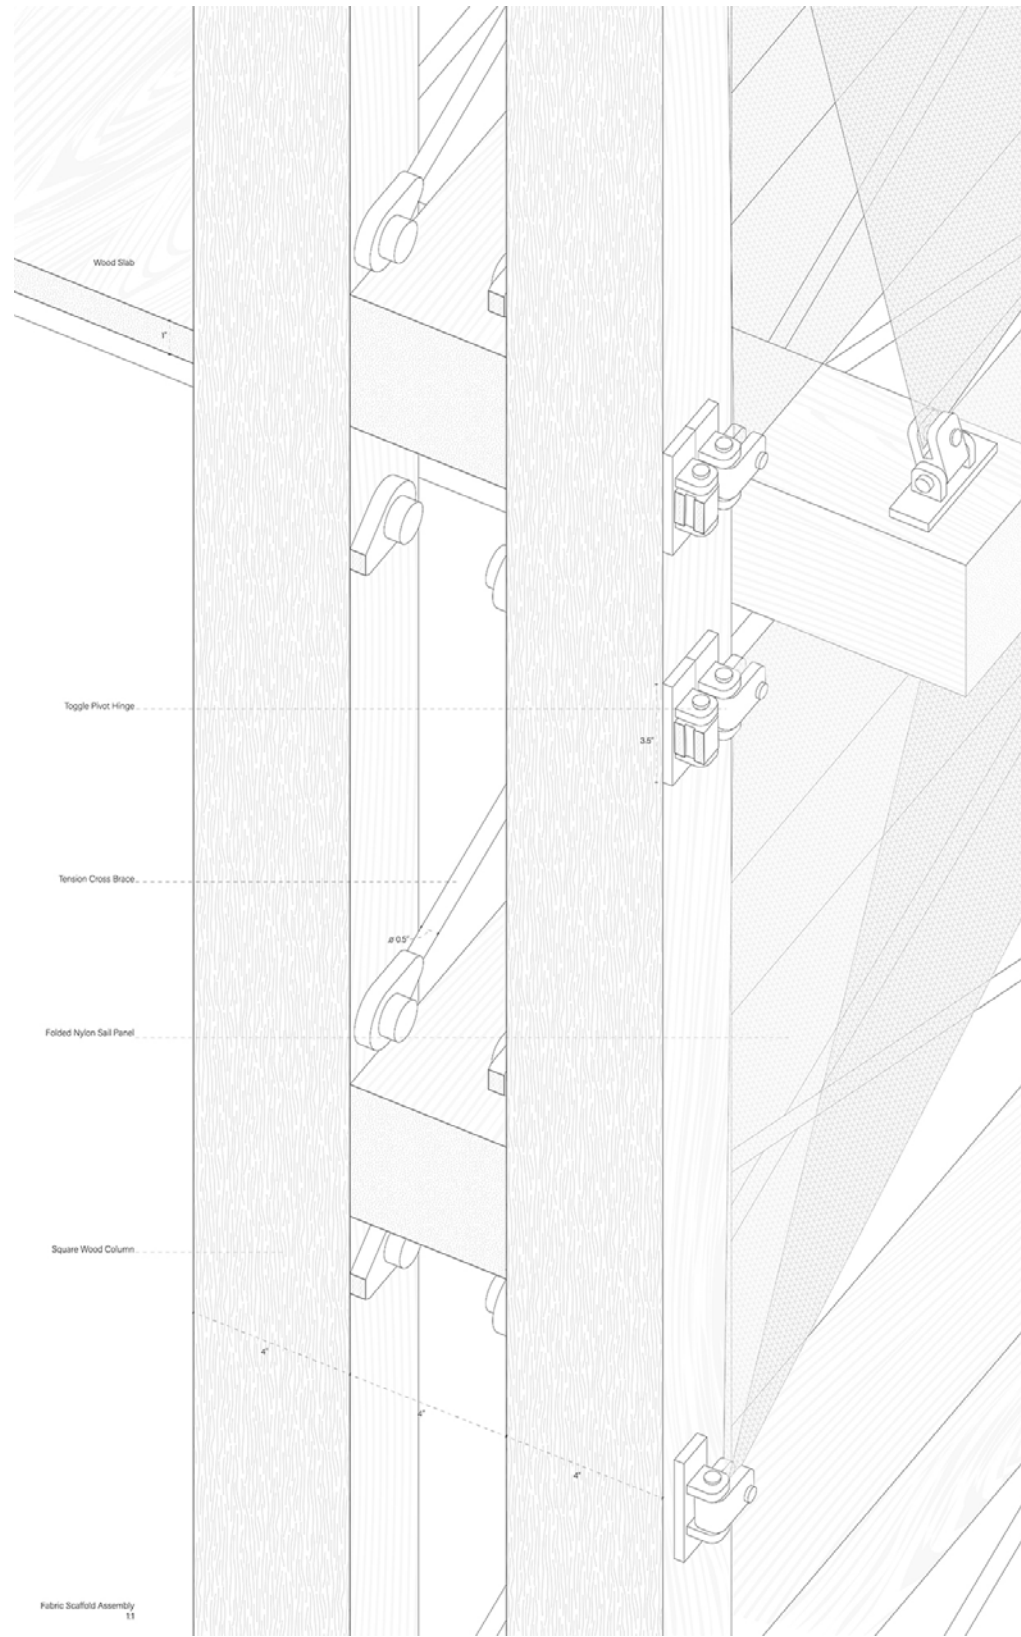 Wood Slab
1"
Toggle Pivot Hinge
3.5"
Tension Cross Brace
ø 0.5"
Folded Nylon Sail Panel
Square Wood Column
4"
4"
4"
Fabric Scaffold Assembly
1:1